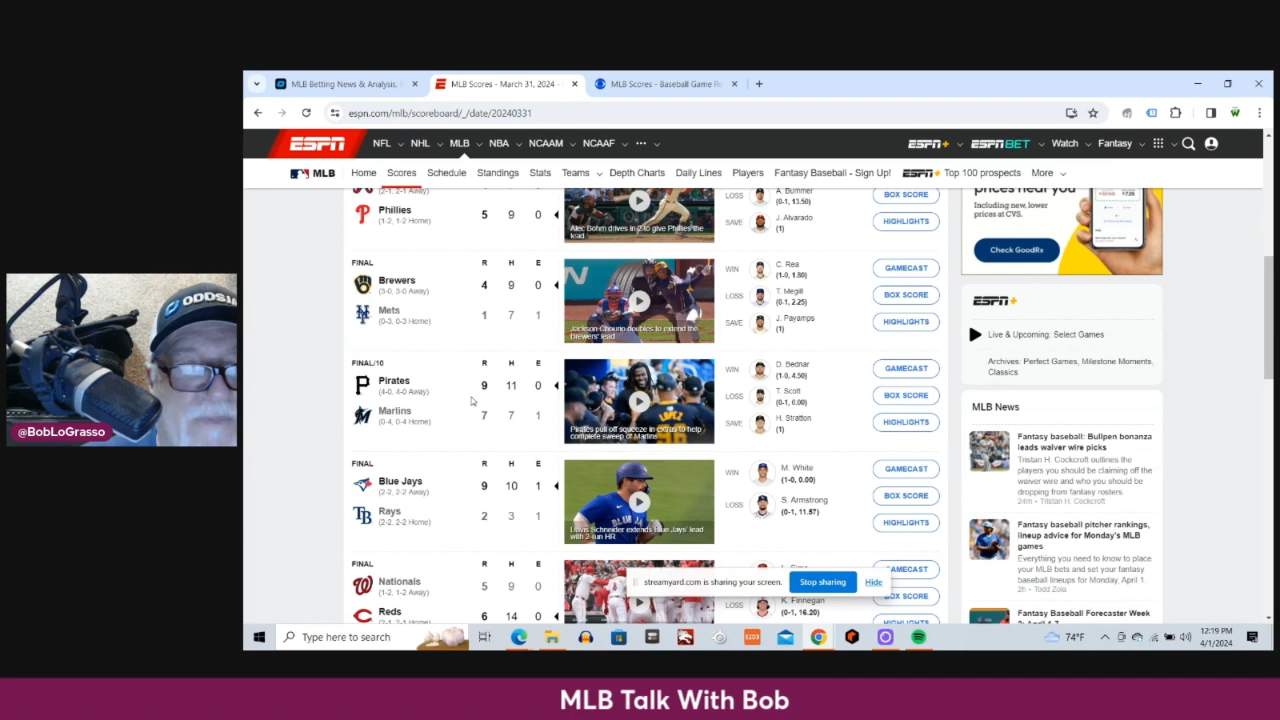 MLB Betting News & Analysis,
MLB Scores - March 31, 2024 -
MLB Scores - Baseball Game Re
espn.com/mlb/scoreboard/_/date/20240331
ESPN
NFL
NHL
MLB
NBA
NCAAM
NCAAF
ESPN+
ESPN BET
Watch
Fantasy
MLB
Home
Scores
Schedule
Standings
Stats
Teams
Depth Charts
Daily Lines
Players
Fantasy Baseball - Sign Up!
ESPN+ Top 100 prospects
More
(2-1, 2-1 Away)
Phillies
(1-2, 1-2 Home)
5 9 0
Alec Bohm drives in 2 to give Phillies the
lead
LOSS
A. Bummer
(0-1, 13.50)
SAVE
J. Alvarado
(1)
BOX SCORE
HIGHLIGHTS
FINAL
R H E
Brewers
(3-0, 3-0 Away)
4 9 0
Mets
(0-3, 0-3 Home)
1 7 1
Jackson Chourio doubles to extend the
Brewers' lead
WIN
C. Rea
(1-0, 1.80)
LOSS
T. Megill
(0-1, 2.25)
SAVE
J. Payamps
(1)
GAMECAST
BOX SCORE
HIGHLIGHTS
FINAL/10
R H E
Pirates
(4-0, 4-0 Away)
9 11 0
Marlins
(0-4, 0-4 Home)
7 7 1
Pirates pull off squeeze in extras to help
complete sweep of Marlins
WIN
D. Bednar
(1-0, 4.50)
LOSS
T. Scott
(0-1, 0.00)
SAVE
H. Stratton
(1)
GAMECAST
BOX SCORE
HIGHLIGHTS
FINAL
R H E
Blue Jays
(2-2, 2-2 Away)
9 10 1
Rays
(2-2, 2-2 Home)
2 3 1
Davis Schneider extends Blue Jays' lead
with 2-run HR
WIN
M. White
(1-0, 0.00)
LOSS
S. Armstrong
(0-1, 11.57)
GAMECAST
BOX SCORE
HIGHLIGHTS
FINAL
R H E
Nationals
(1-2, 1-2 Away)
5 9 0
Reds
6 14 0
LOSS
K. Finnegan
(0-1, 16.20)
BOX SCORE
streamyard.com is sharing your screen.
Stop sharing
Hide
prices near you
Including new, lower
prices at CVS.
Check GoodRx
ESPN+
Live & Upcoming: Select Games
Archives: Perfect Games, Milestone Moments,
Classics
MLB News
Fantasy baseball: Bullpen bonanza
leads waiver wire picks
Tristan H. Cockcroft outlines the
players you should be claiming off the
waiver wire and who you should be
dropping from fantasy rosters.
24m • Tristan H. Cockcroft
Fantasy baseball pitcher rankings,
lineup advice for Monday's MLB
games
Everything you need to know to place
your MLB bets and set your fantasy
baseball lineups for Monday, April 1.
2h • Todd Zola
Fantasy Baseball Forecaster Week
Type here to search
74°F
12:19 PM
4/1/2024
@BobLoGrasso
MLB Talk With Bob